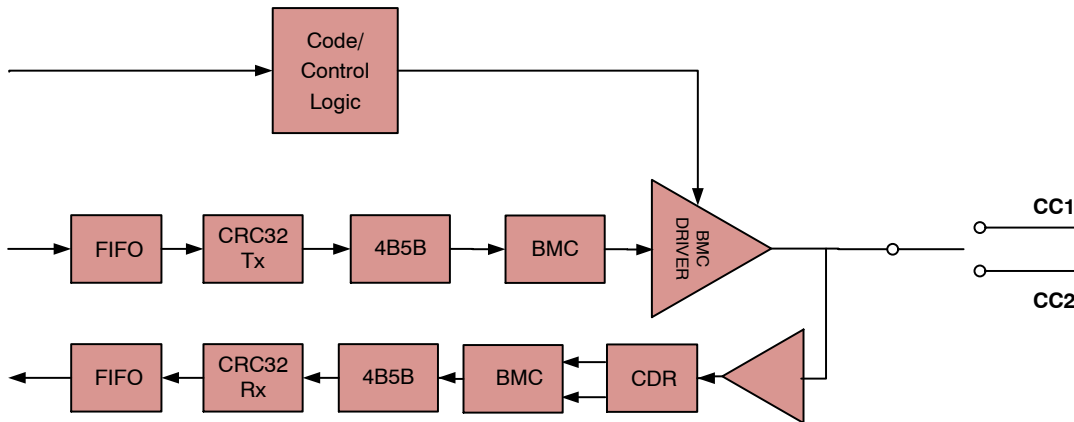 Code/
Control
Logic
CC1
FIFO
CRC32
Tx
4B5B
BMC
BMC
DRIVER
CC2
FIFO
CRC32
Rx
4B5B
BMC
CDR